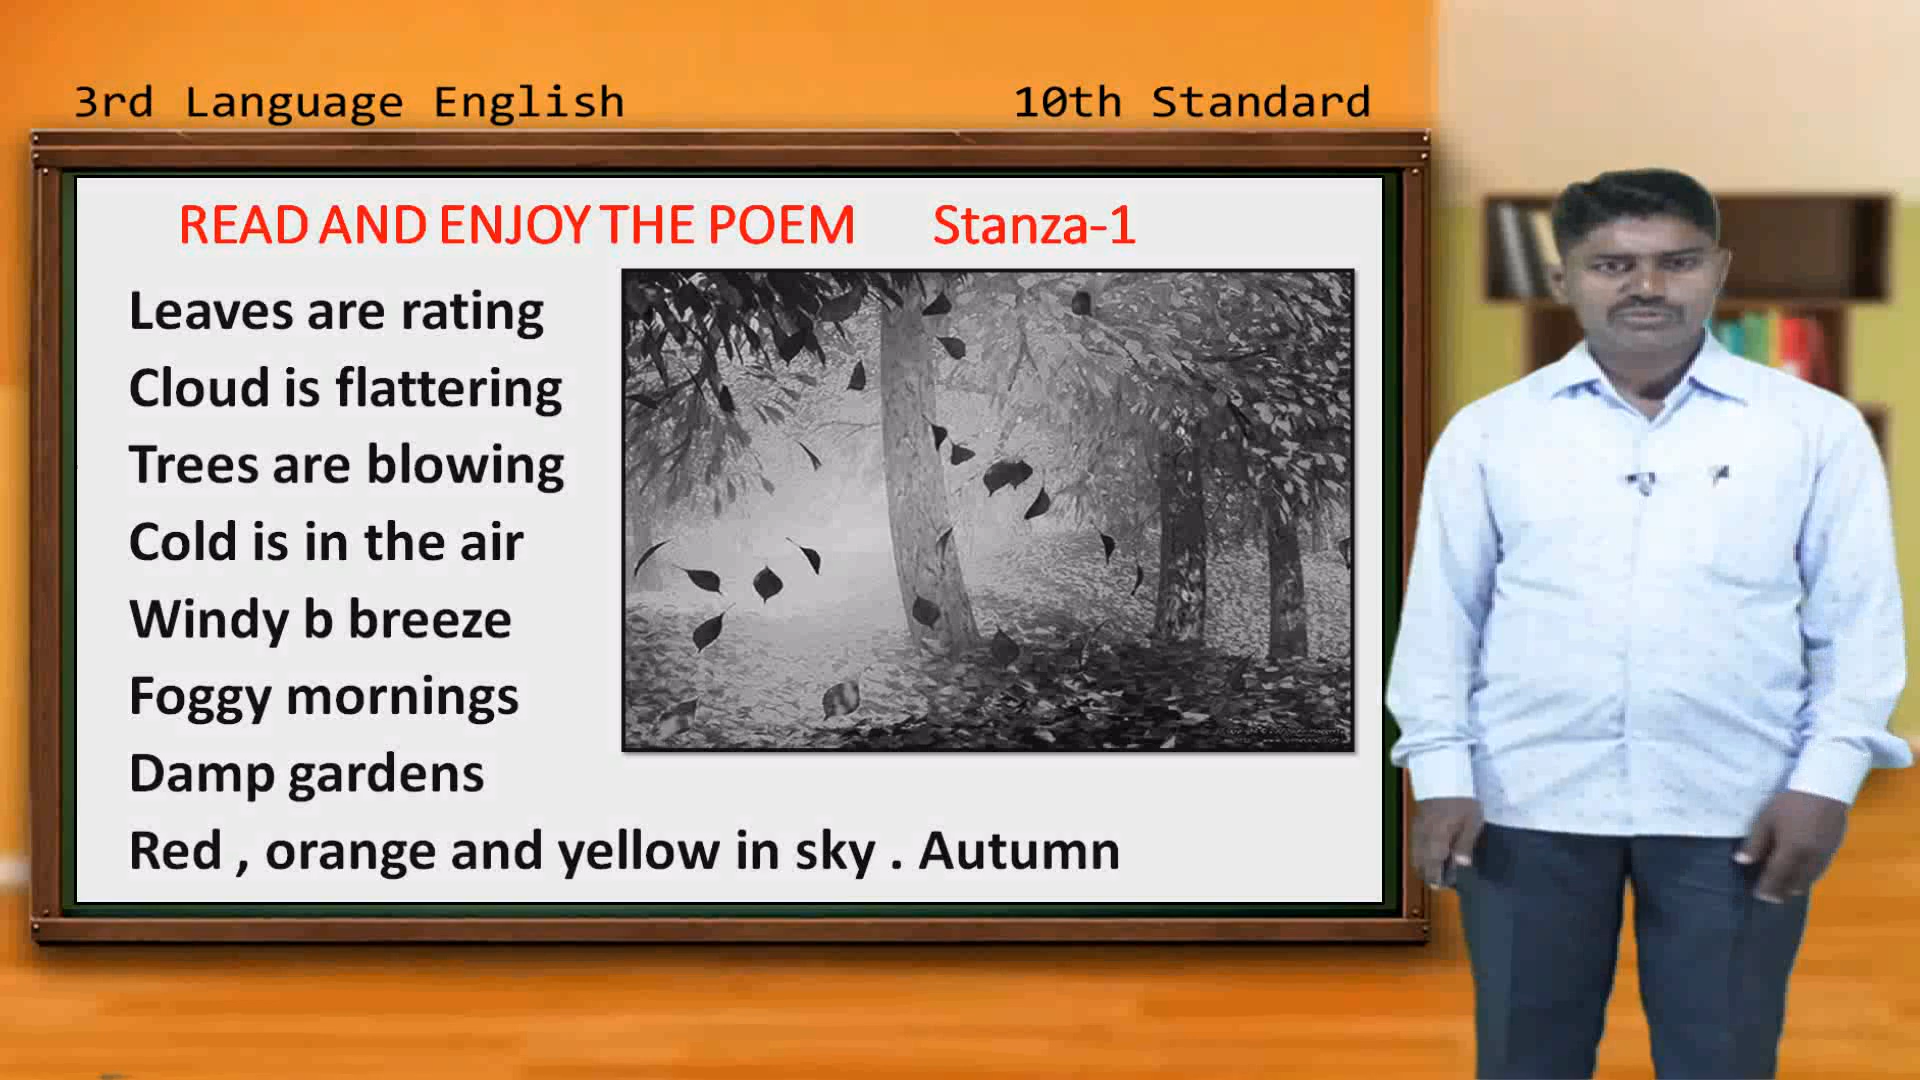 3rd Language English
10th Standard
READ AND ENJOY THE POEM Stanza-1
Leaves are rating
Cloud is flattering
Trees are blowing
Cold is in the air
Windy b breeze
Foggy mornings
Damp gardens
Red , orange and yellow in sky . Autumn